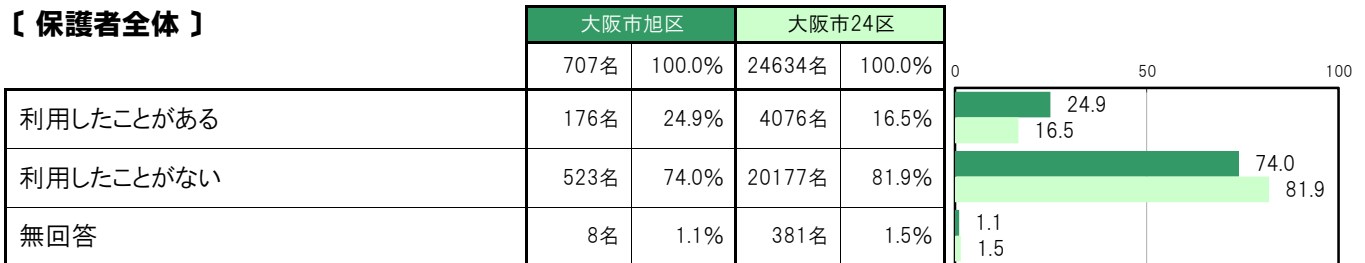 〔 保護者全体 〕
大阪市旭区 大阪市24区
707名 100.0% 24634名 100.0%
0 50 100
利用したことがある 176名 24.9% 4076名 16.5%
24.9
16.5
利用したことがない 523名 74.0% 20177名 81.9%
74.0
81.9
無回答 8名 1.1% 381名 1.5%
1.1
1.5